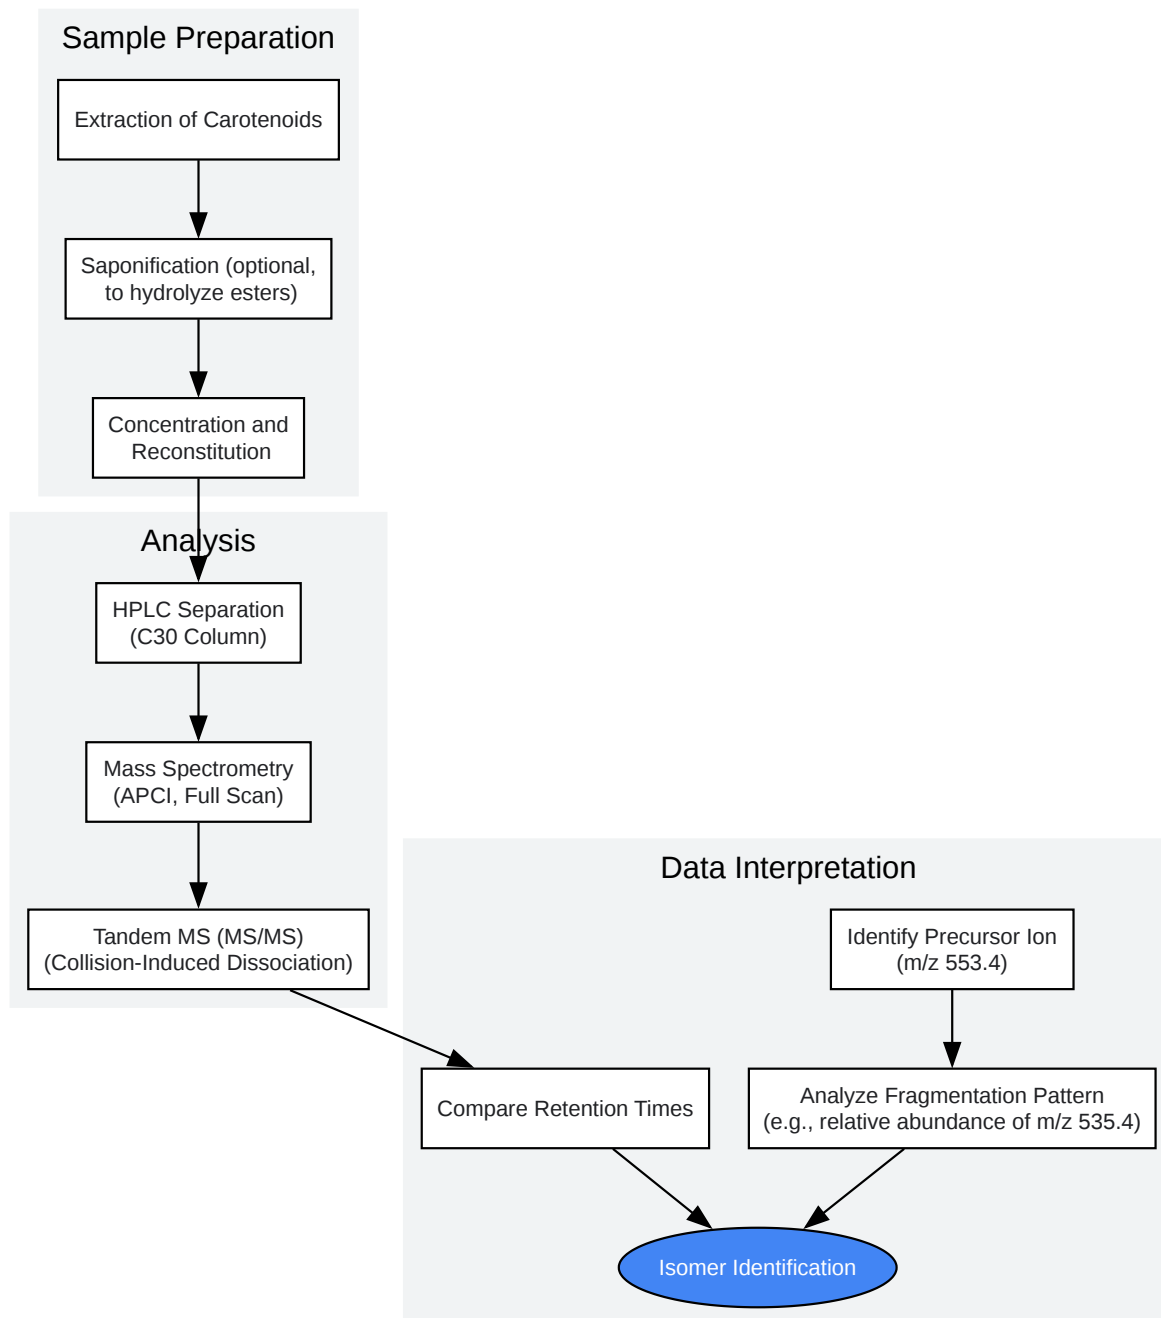 Sample Preparation
Extraction of Carotenoids
Saponification (optional,
to hydrolyze esters)
Concentration and
Reconstitution
Analysis
HPLC Separation
(C30 Column)
Mass Spectrometry
(APCI, Full Scan)
Tandem MS (MS/MS)
(Collision-Induced Dissociation)
Data Interpretation
Identify Precursor Ion
(m/z 553.4)
Compare Retention Times
Analyze Fragmentation Pattern
(e.g., relative abundance of m/z 535.4)
Isomer Identification